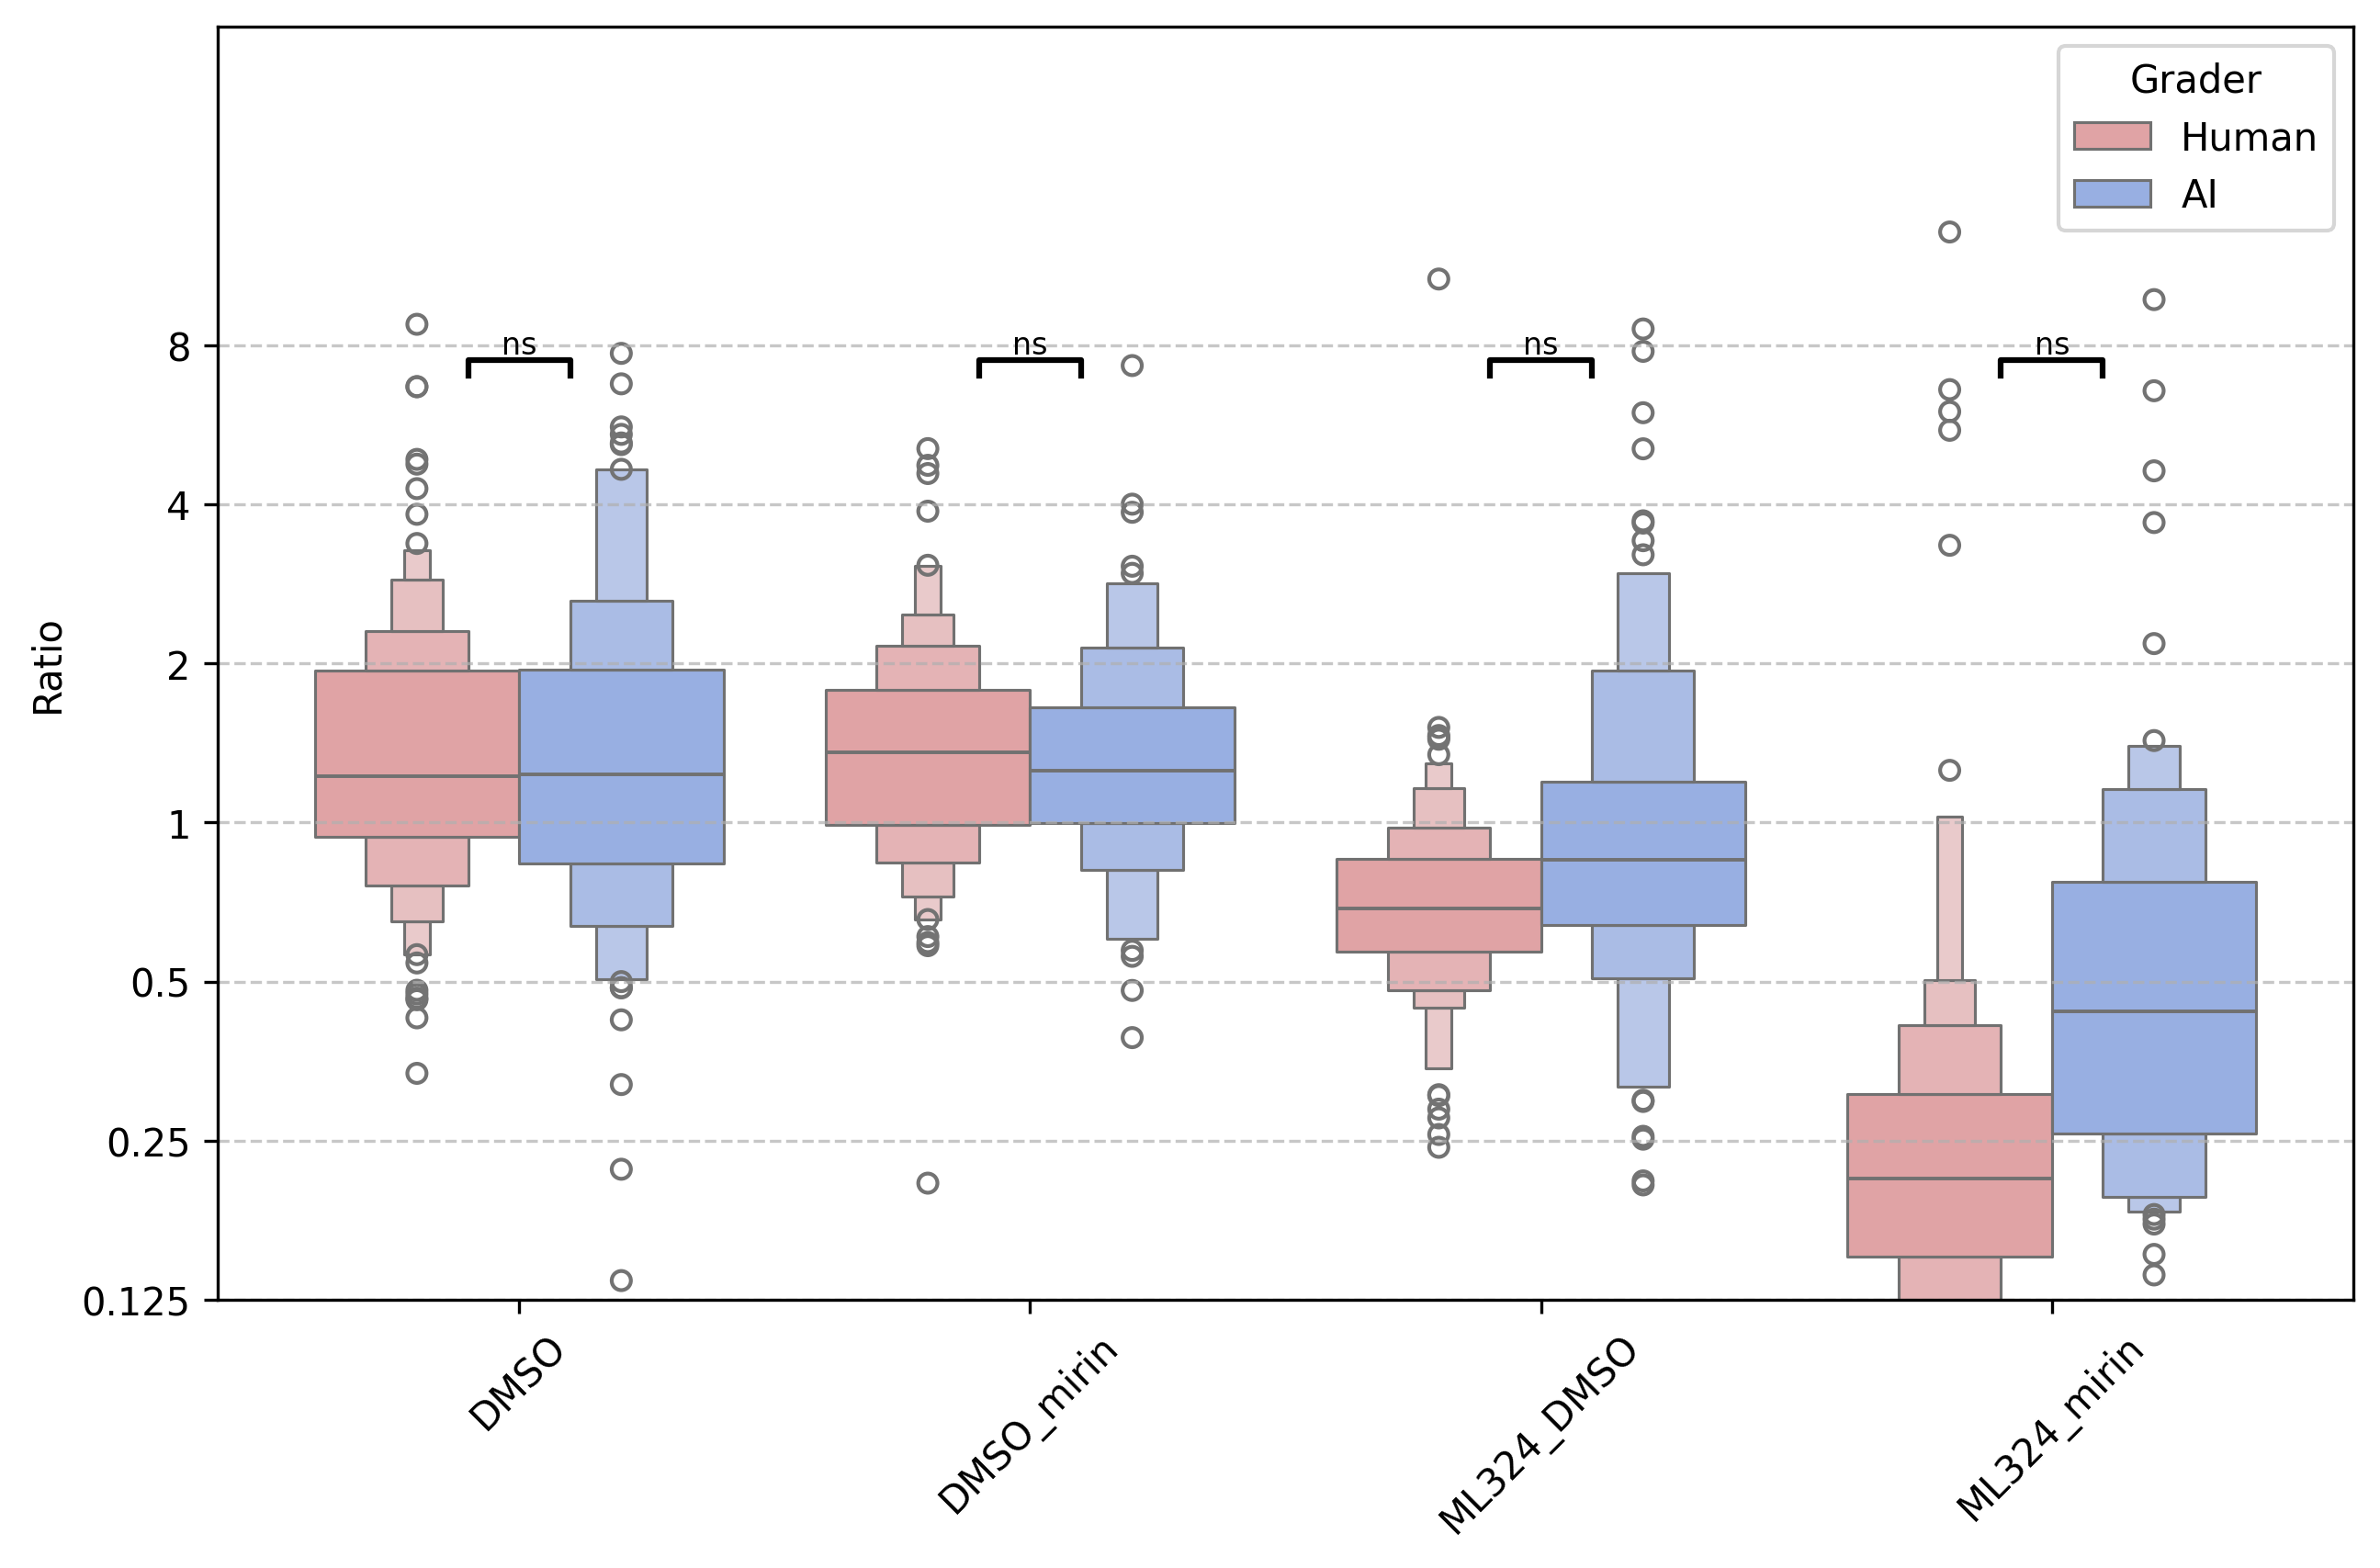 Grader
Human
AI
ns ns ns ns
8
4
2
1
0.5
0.25
0.125
Ratio
DMSO
DMSO_mirin
ML324_DMSO
ML324_mirin